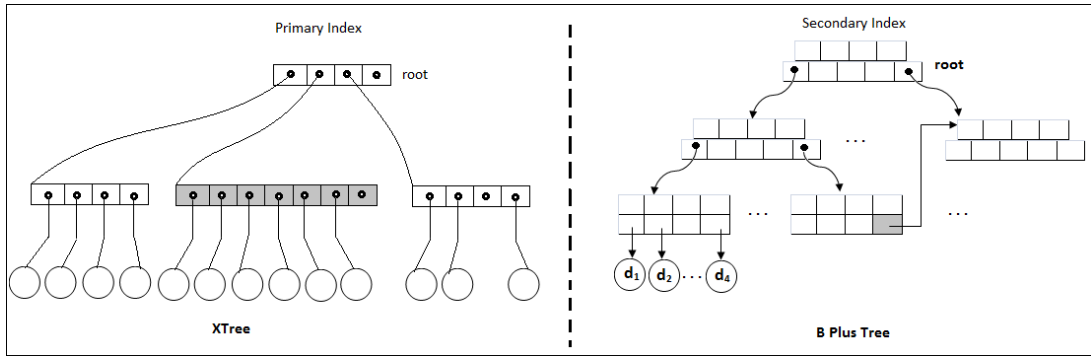 Primary Index
root
XTree
Secondary Index
root
...
...
...
d1 d2 ... d4
B Plus Tree